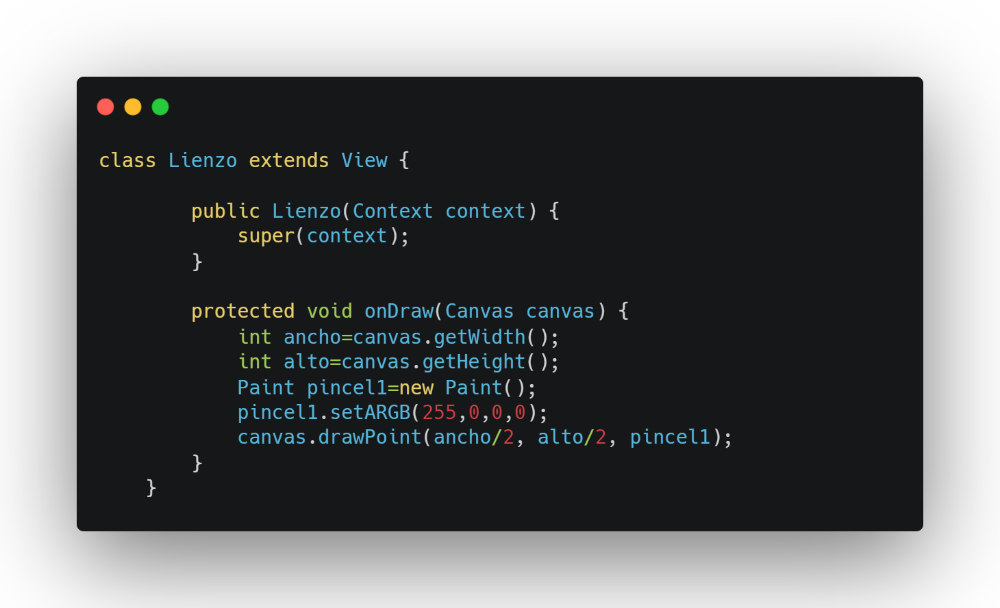 class Lienzo extends View {
public Lienzo(Context context) {
super(context);
}
protected void onDraw(Canvas canvas) {
int ancho=canvas.getWidth();
int alto=canvas.getHeight();
Paint pincel1=new Paint();
pincel1.setARGB(255,0,0,0);
canvas.drawPoint(ancho/2, alto/2, pincel1);
}
}